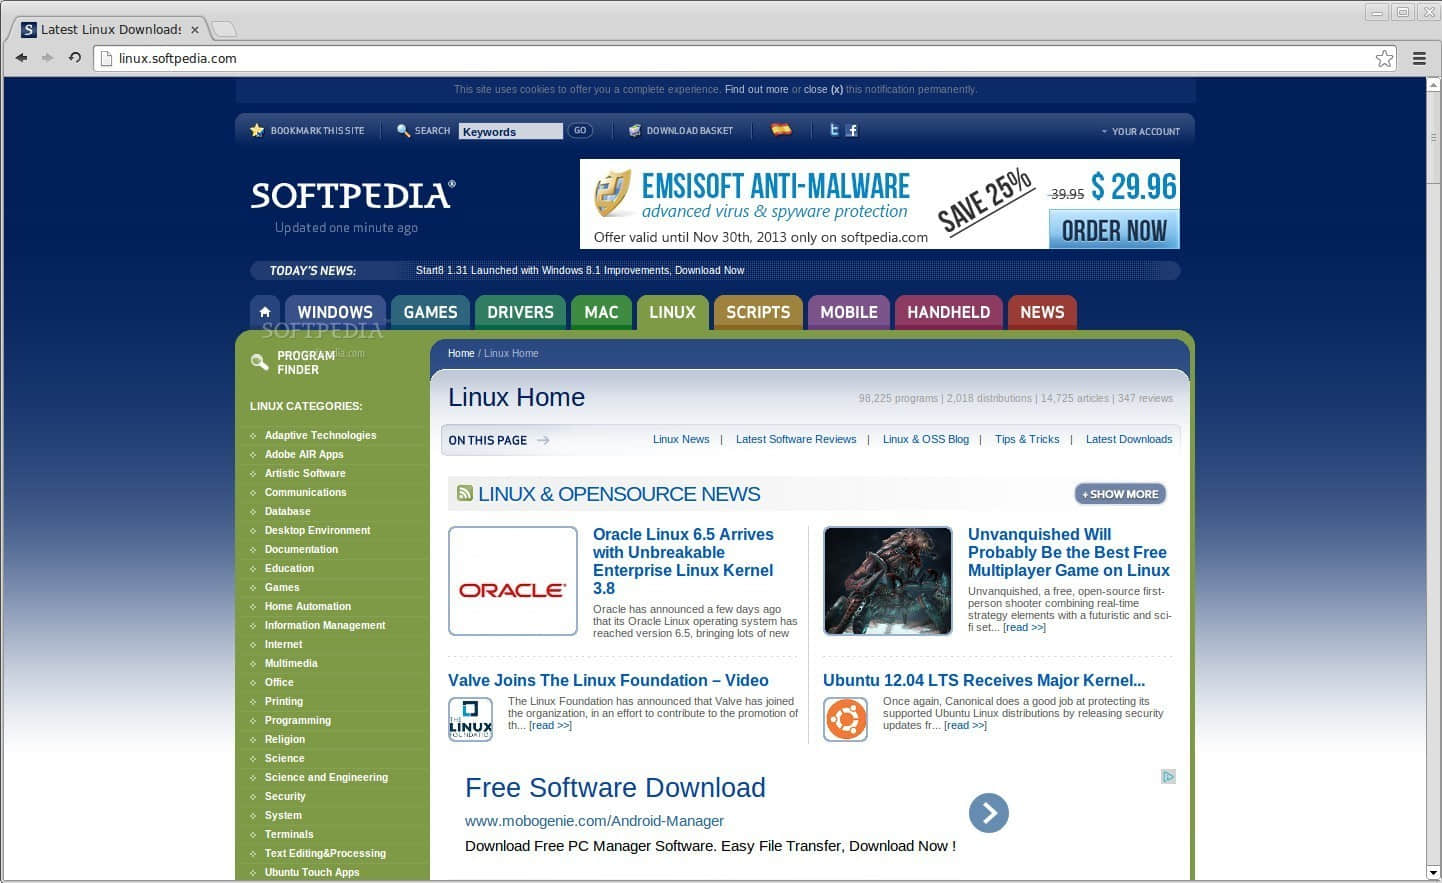 Latest Linux Downloads
linux.softpedia.com
This site uses cookies to offer you a complete experience. Find out more or close (x) this notification permanently.
BOOKMARK THIS SITE
SEARCH
Keywords
GO
DOWNLOAD BASKET
YOUR ACCOUNT
SOFTPEDIA®
Updated one minute ago
EMSISOFT ANTI-MALWARE
advanced virus & spyware protection
Offer valid until Nov 30th, 2013 only on softpedia.com
SAVE 25%
39.95 $ 29.96
ORDER NOW
TODAY'S NEWS:
Start8 1.31 Launched with Windows 8.1 Improvements, Download Now
WINDOWS
GAMES
DRIVERS
MAC
LINUX
SCRIPTS
MOBILE
HANDHELD
NEWS
SOFTPEDIA
PROGRAM
FINDER
LINUX CATEGORIES:
Adaptive Technologies
Adobe AIR Apps
Artistic Software
Communications
Database
Desktop Environment
Documentation
Education
Games
Home Automation
Information Management
Internet
Multimedia
Office
Printing
Programming
Religion
Science
Science and Engineering
Security
System
Terminals
Text Editing&Processing
Ubuntu Touch Apps
Home / Linux Home
Linux Home
98,225 programs | 2,018 distributions | 14,725 articles | 347 reviews
ON THIS PAGE
Linux News | Latest Software Reviews | Linux & OSS Blog | Tips & Tricks | Latest Downloads
LINUX & OPENSOURCE NEWS
+ SHOW MORE
ORACLE
Oracle Linux 6.5 Arrives
with Unbreakable
Enterprise Linux Kernel
3.8
Oracle has announced a few days ago
that its Oracle Linux operating system has
reached version 6.5, bringing lots of new
Unvanquished Will
Probably Be the Best Free
Multiplayer Game on Linux
Unvanquished, a free, open-source first-
person shooter combining real-time
strategy elements with a futuristic and sci-
fi set... [read >>]
Valve Joins The Linux Foundation – Video
THE
LINUX
FOUNDATION
The Linux Foundation has announced that Valve has joined
the organization, in an effort to contribute to the promotion of
th... [read >>]
Ubuntu 12.04 LTS Receives Major Kernel...
Once again, Canonical does a good job at protecting its
supported Ubuntu Linux distributions by releasing security
updates fr... [read >>]
Free Software Download
www.mobogenie.com/Android-Manager
Download Free PC Manager Software. Easy File Transfer, Download Now !